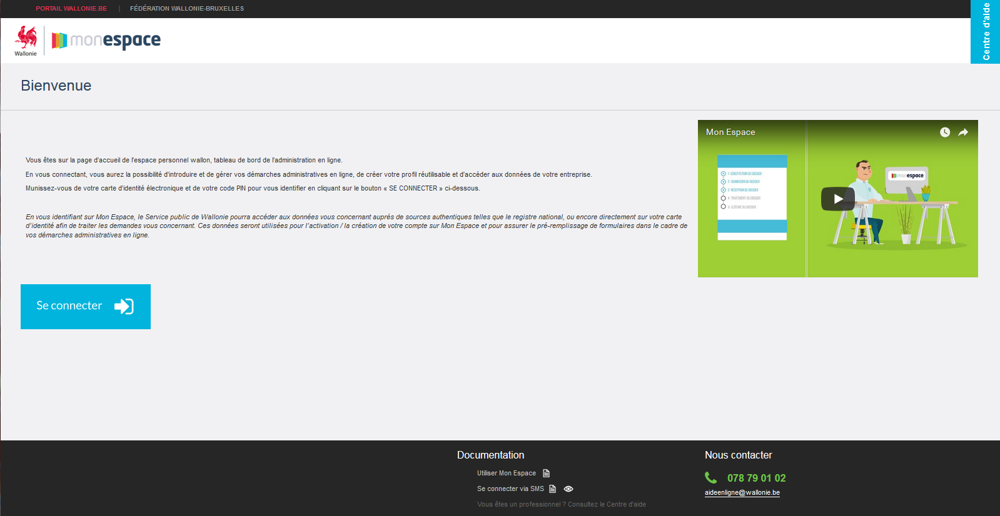 PORTAIL WALLONIE.BE | FÉDÉRATION WALLONIE-BRUXELLES
Centre d'aide
Wallonie
monespace
Bienvenue
Vous êtes sur la page d'accueil de l'espace personnel wallon, tableau de bord de l'administration en ligne.
En vous connectant, vous aurez la possibilité d'introduire et de gérer vos démarches administratives en ligne, de créer votre profil réutilisable et d'accéder aux données de votre entreprise.
Munissez-vous de votre carte d'identité électronique et de votre code PIN pour vous identifier en cliquant sur le bouton « SE CONNECTER » ci-dessous.
En vous identifiant sur Mon Espace, le Service public de Wallonie pourra accéder aux données vous concernant auprès de sources authentiques telles que le registre national, ou encore directement sur votre carte
d'identité afin de traiter les demandes vous concernant. Ces données seront utilisées pour l'activation / la création de votre compte sur Mon Espace et pour assurer le pré-remplissage de formulaires dans le cadre de
vos démarches administratives en ligne.
Mon Espace
1- CONSTITUTION DU DOSSIER
2- SOUMISSION DU DOSSIER
3- RÉCEPTION DU DOSSIER
4- TRAITEMENT DU DOSSIER
5- CLÔTURE DU DOSSIER
monespace
Se connecter
Documentation
Utiliser Mon Espace
Se connecter via SMS
Vous êtes un professionnel ? Consultez le Centre d'aide
Nous contacter
078 79 01 02
aideenligne@wallonie.be